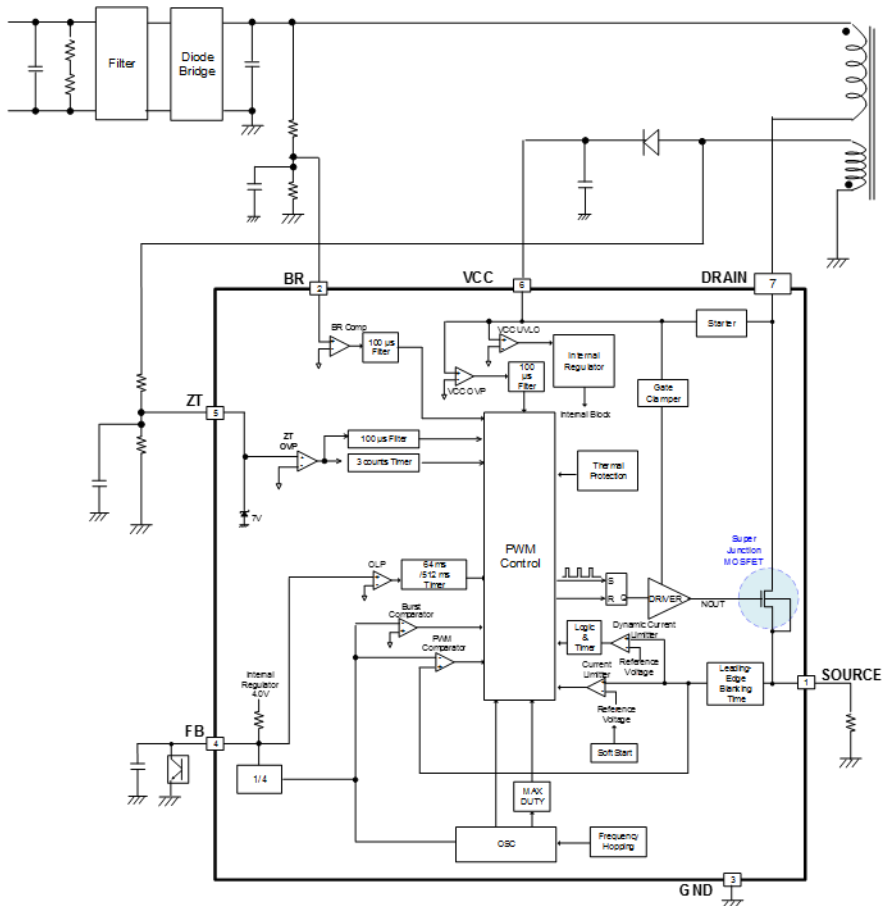 Filter
Diode
Bridge
BR
VCC
DRAIN
2
6
7
BR Comp
100 µs
Filter
VCC UVLO
Internal
Regulator
Starter
VCC OVP
100
µs
Filter
Internal Block
Gate
Clamper
ZT
5
ZT
OVP
100 µs Filter
3 counts Timer
Thermal
Protection
7V
PWM
Control
Super
Junction
MOSFET
OLP
64 ms
/512 ms
Timer
S
R
Q
DRIVER
NOUT
Burst
Comparator
PWM
Comparator
Logic
&
Timer
Dynamic Current
Limitter
Reference
Voltage
Current
Limitter
Leading-
Edge
Blanking
Time
1
SOURCE
Internal
Regulator
4.0V
Reference
Voltage
FB
4
Soft Start
1/4
MAX
DUTY
OSC
Frequency
Hopping
GND
3